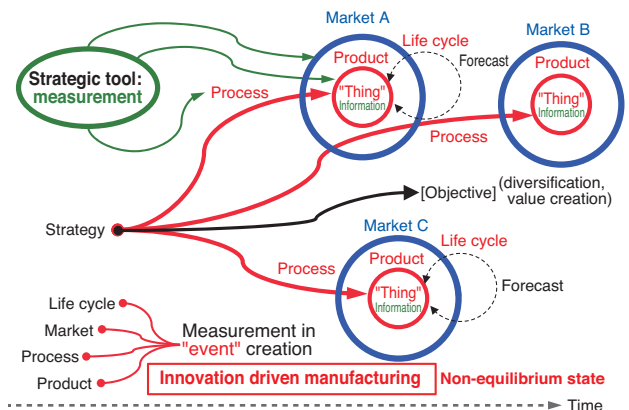 Market A
Market B
Product
Life cycle
Forecast
Product
Strategic tool:
measurement
Process
"Thing"
Information
"Thing"
Information
Process
[Objective]
(diversification,
value creation)
Strategy
Market C
Life cycle
Product
Process
"Thing"
Information
Forecast
Life cycle
Market
Process
Product
Measurement in
"event" creation
Innovation driven manufacturing
Non-equilibrium state
Time